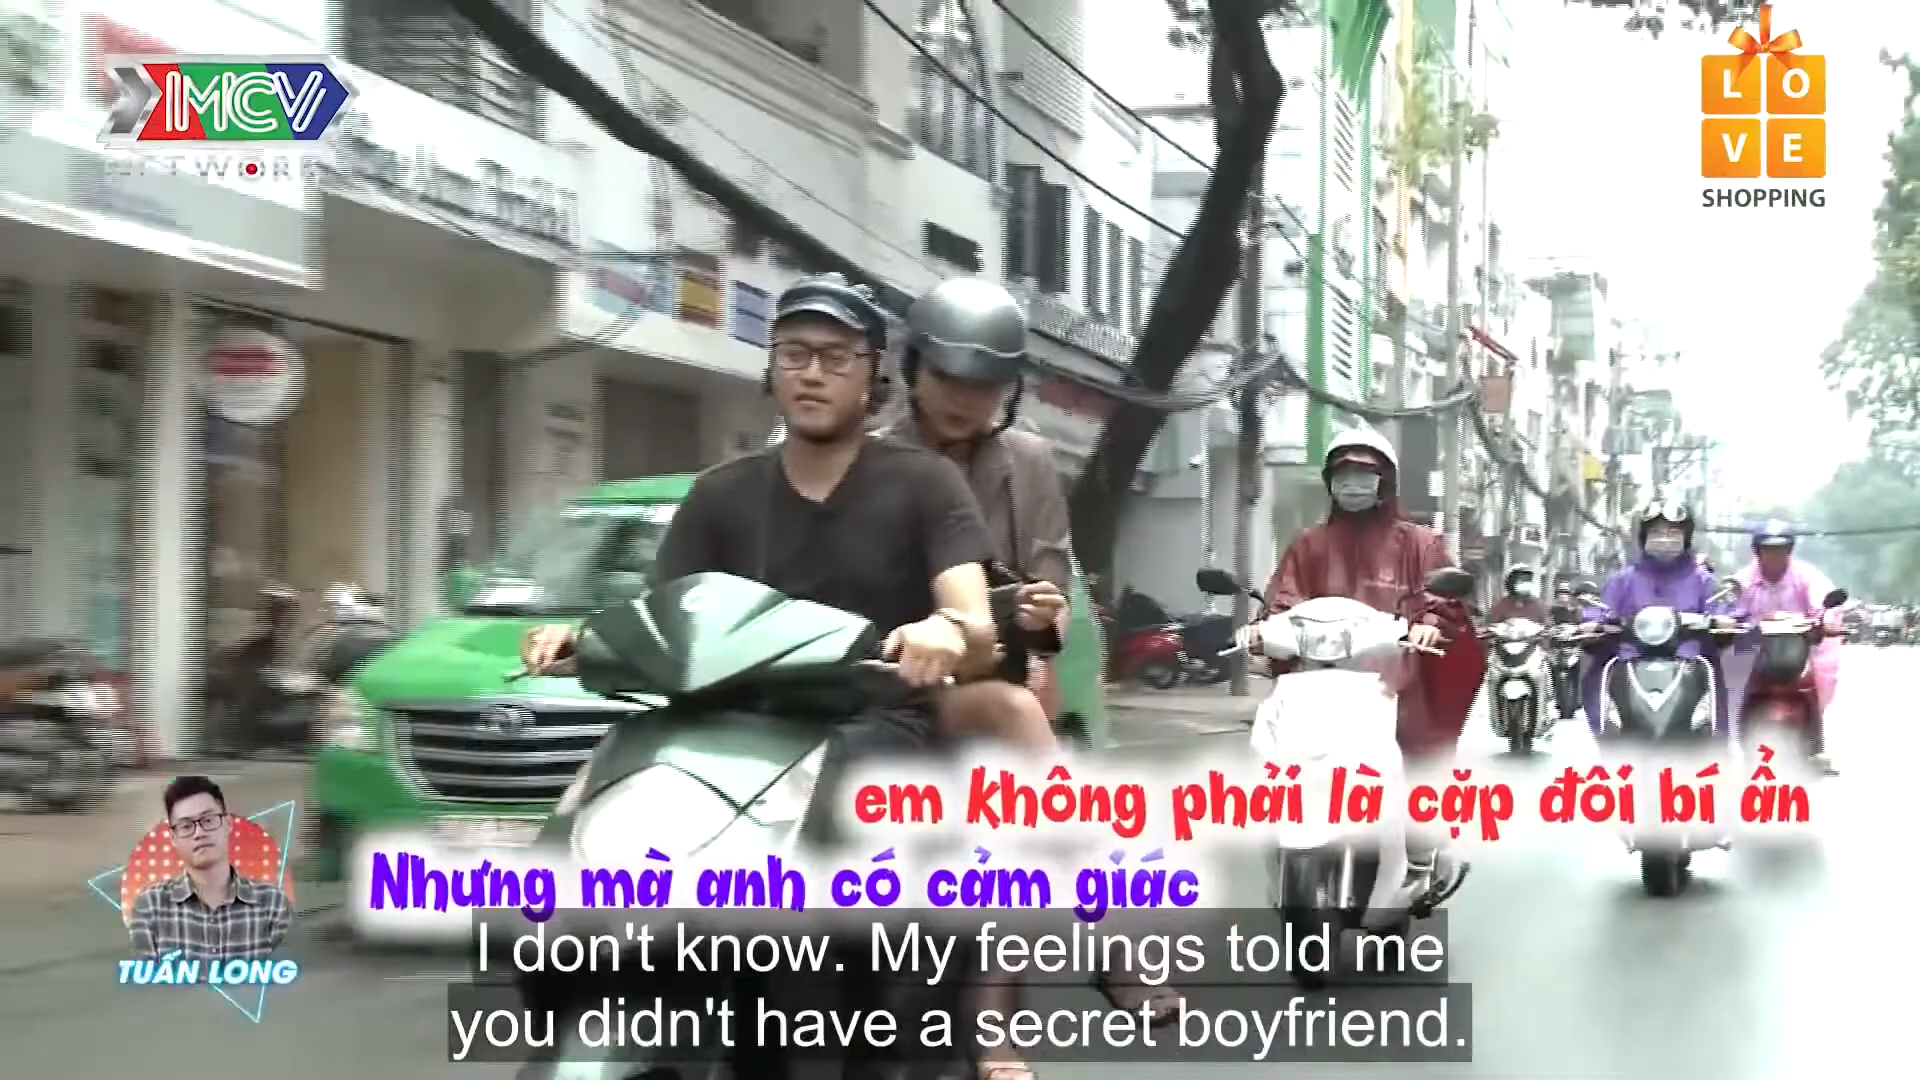 MCV
NETWORK
L O
V E
SHOPPING
em không phải là cặp đôi bí ẩn
Nhưng mà anh có cảm giác
TUẤN LONG
I don't know. My feelings told me
you didn't have a secret boyfriend.